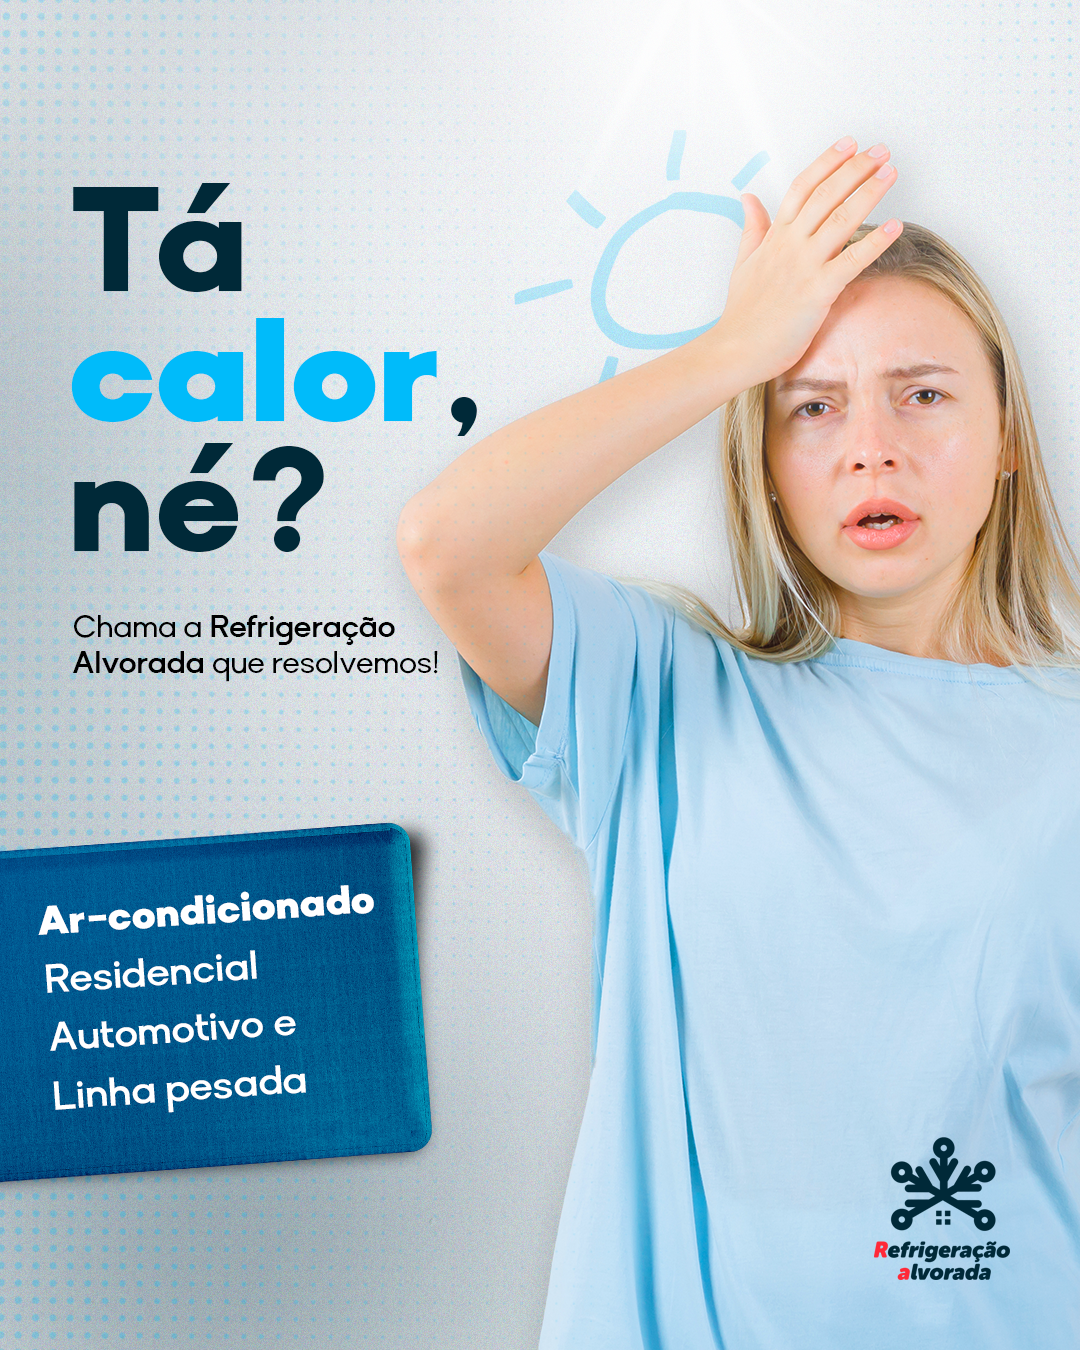 Tá
calor,
né?
Chama a Refrigeração
Alvorada que resolvemos!
Ar-condicionado
Residencial
Automotivo e
Linha pesada
Refrigeração
alvorada